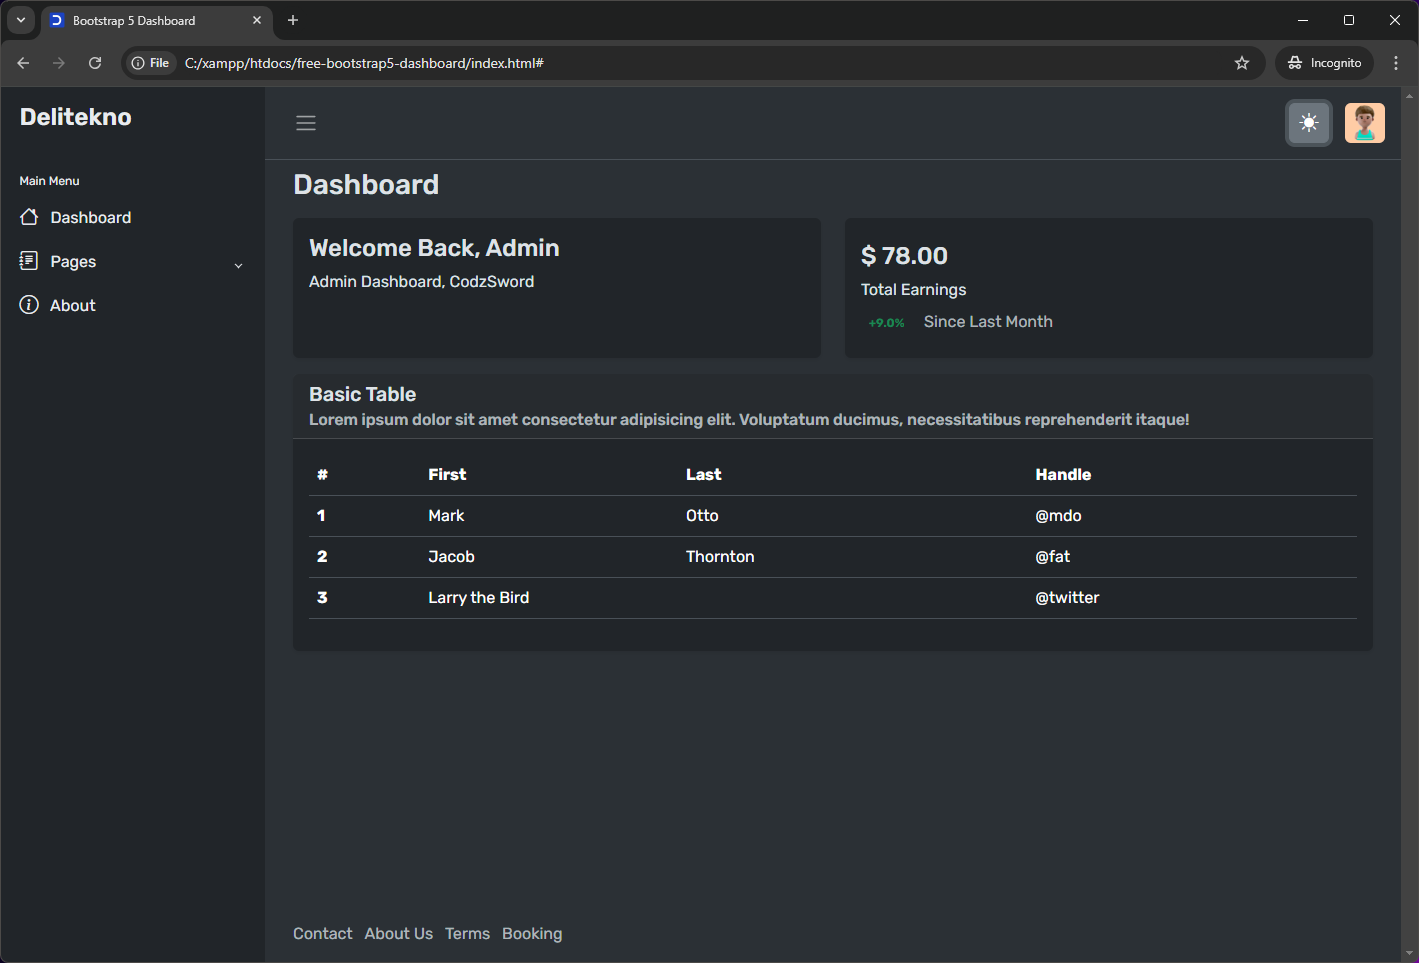 Bootstrap 5 Dashboard
File C:/xampp/htdocs/free-bootstrap5-dashboard/index.html#
Incognito
Delitekno
Main Menu
Dashboard
Pages
About
Dashboard
Welcome Back, Admin
Admin Dashboard, CodzSword
$ 78.00
Total Earnings
+9.0% Since Last Month
Basic Table
Lorem ipsum dolor sit amet consectetur adipisicing elit. Voluptatum ducimus, necessitatibus reprehenderit itaque!
# First Last Handle
1 Mark Otto @mdo
2 Jacob Thornton @fat
3 Larry the Bird @twitter
Contact About Us Terms Booking